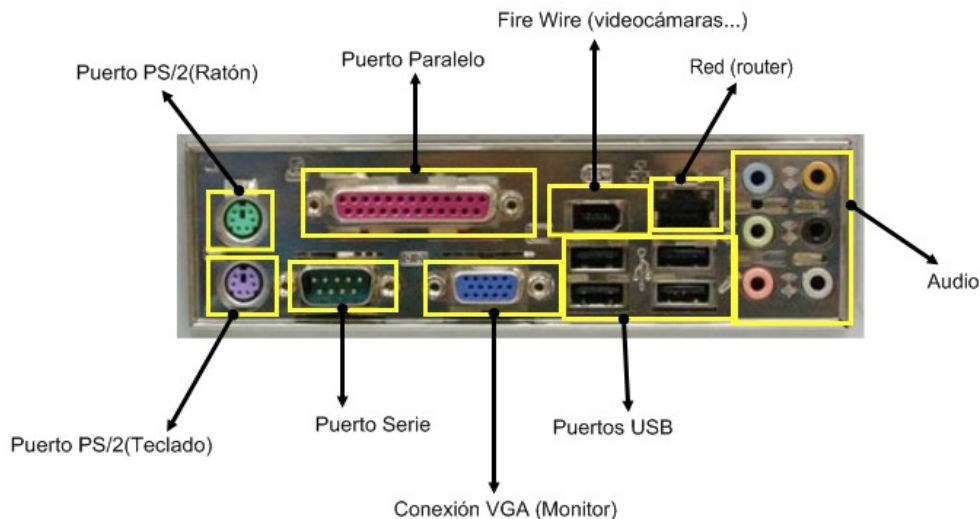 Fire Wire (videocámaras...)
Puerto Paralelo
Red (router)
Puerto PS/2(Ratón)
Audio
Puerto Serie
Puertos USB
Puerto PS/2(Teclado)
Conexión VGA (Monitor)